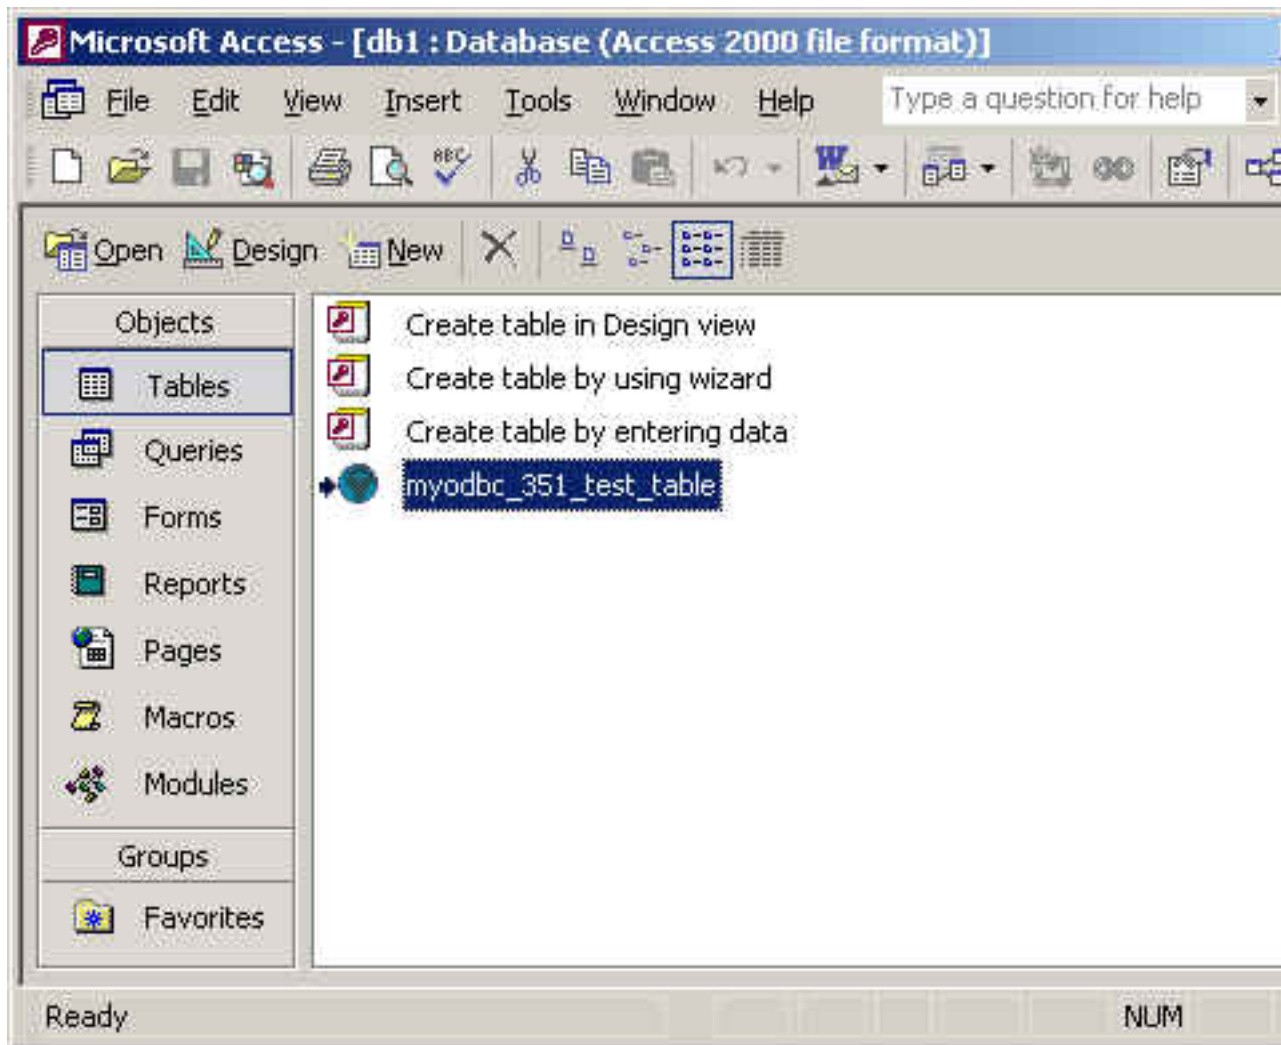 Microsoft Access - [db1 : Database (Access 2000 file format)]
File Edit View Insert Tools Window Help Type a question for help
ABC W
Open Design New
Objects
Tables
Queries
Forms
Reports
Pages
Macros
Modules
Groups
Favorites
Create table in Design view
Create table by using wizard
Create table by entering data
myodbc_351_test_table
Ready NUM